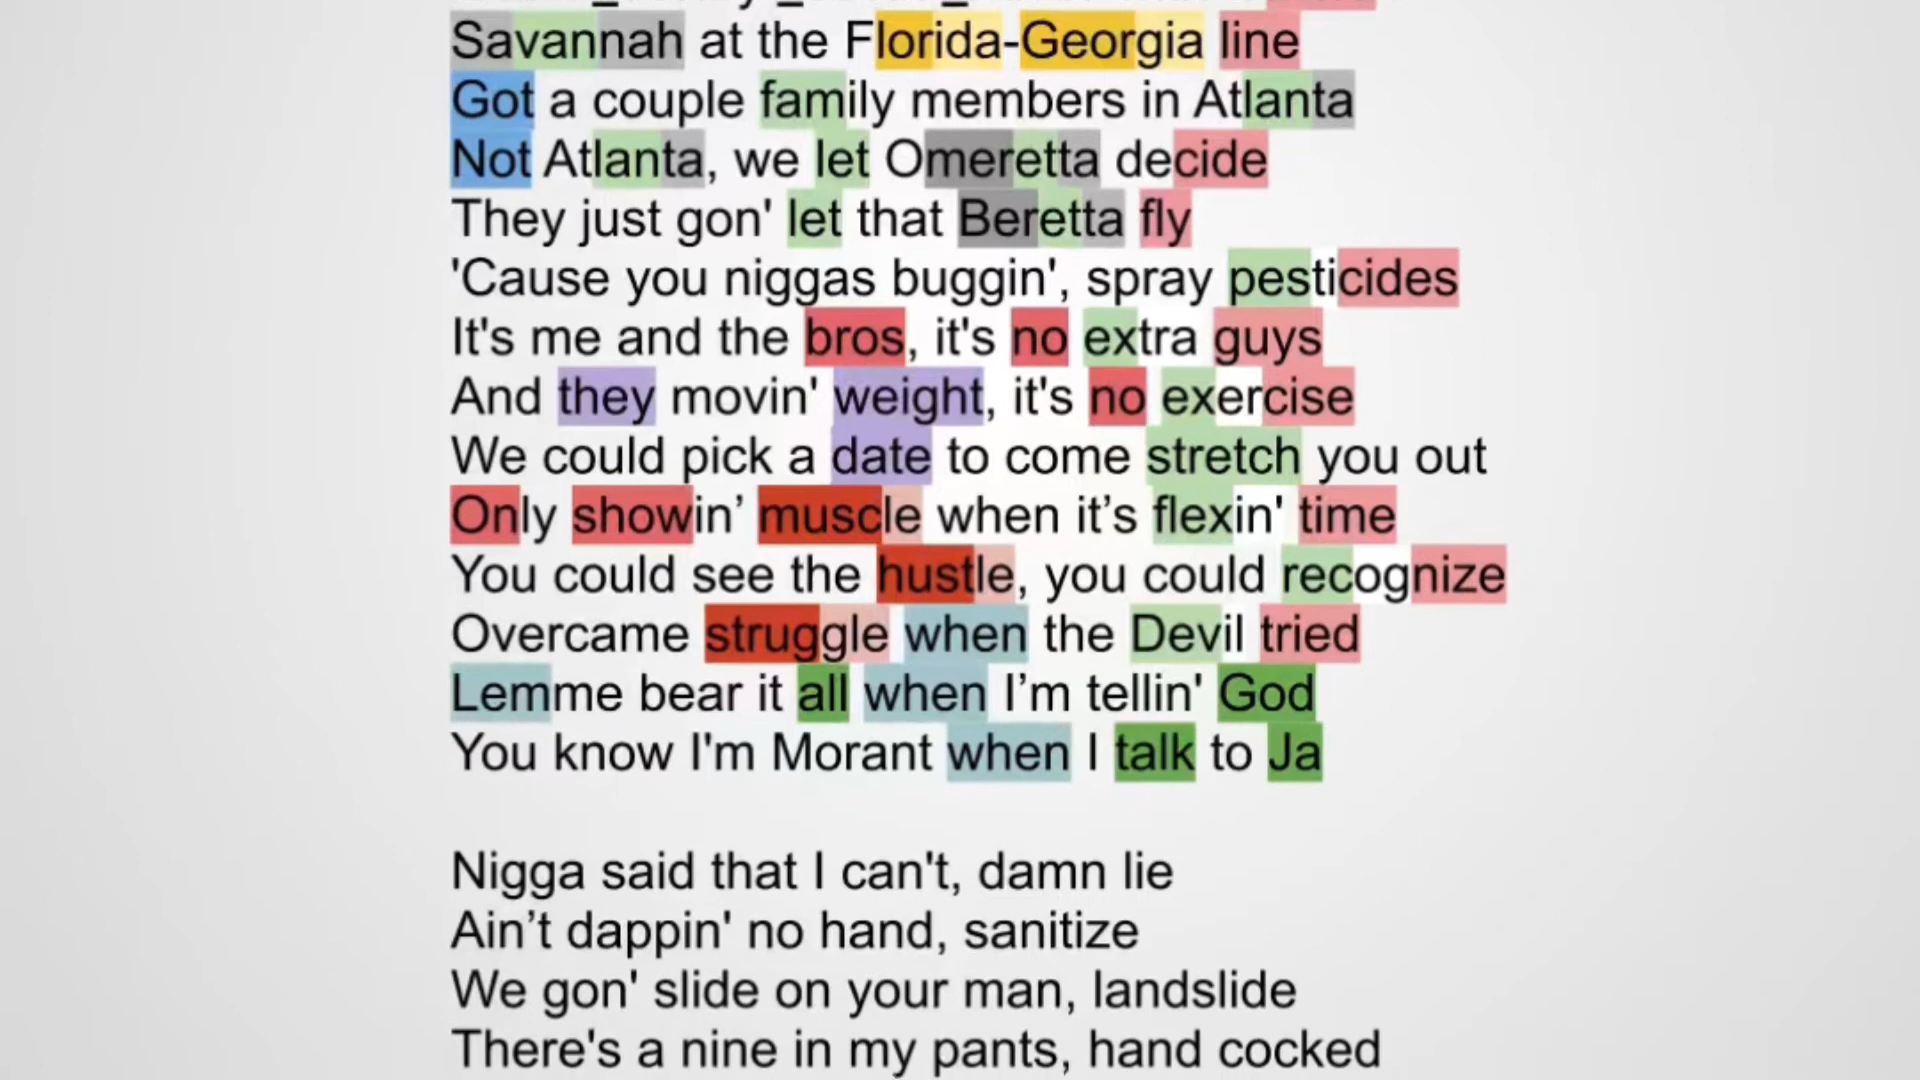 Savannah at the Florida-Georgia line
Got a couple family members in Atlanta
Not Atlanta, we let Omeretta decide
They just gon' let that Beretta fly
'Cause you niggas buggin', spray pesticides
It's me and the bros, it's no extra guys
And they movin' weight, it's no exercise
We could pick a date to come stretch you out
Only showin’ muscle when it’s flexin' time
You could see the hustle, you could recognize
Overcame struggle when the Devil tried
Lemme bear it all when I’m tellin' God
You know I'm Morant when I talk to Ja
Nigga said that I can't, damn lie
Ain’t dappin' no hand, sanitize
We gon' slide on your man, landslide
There's a nine in my pants, hand cocked